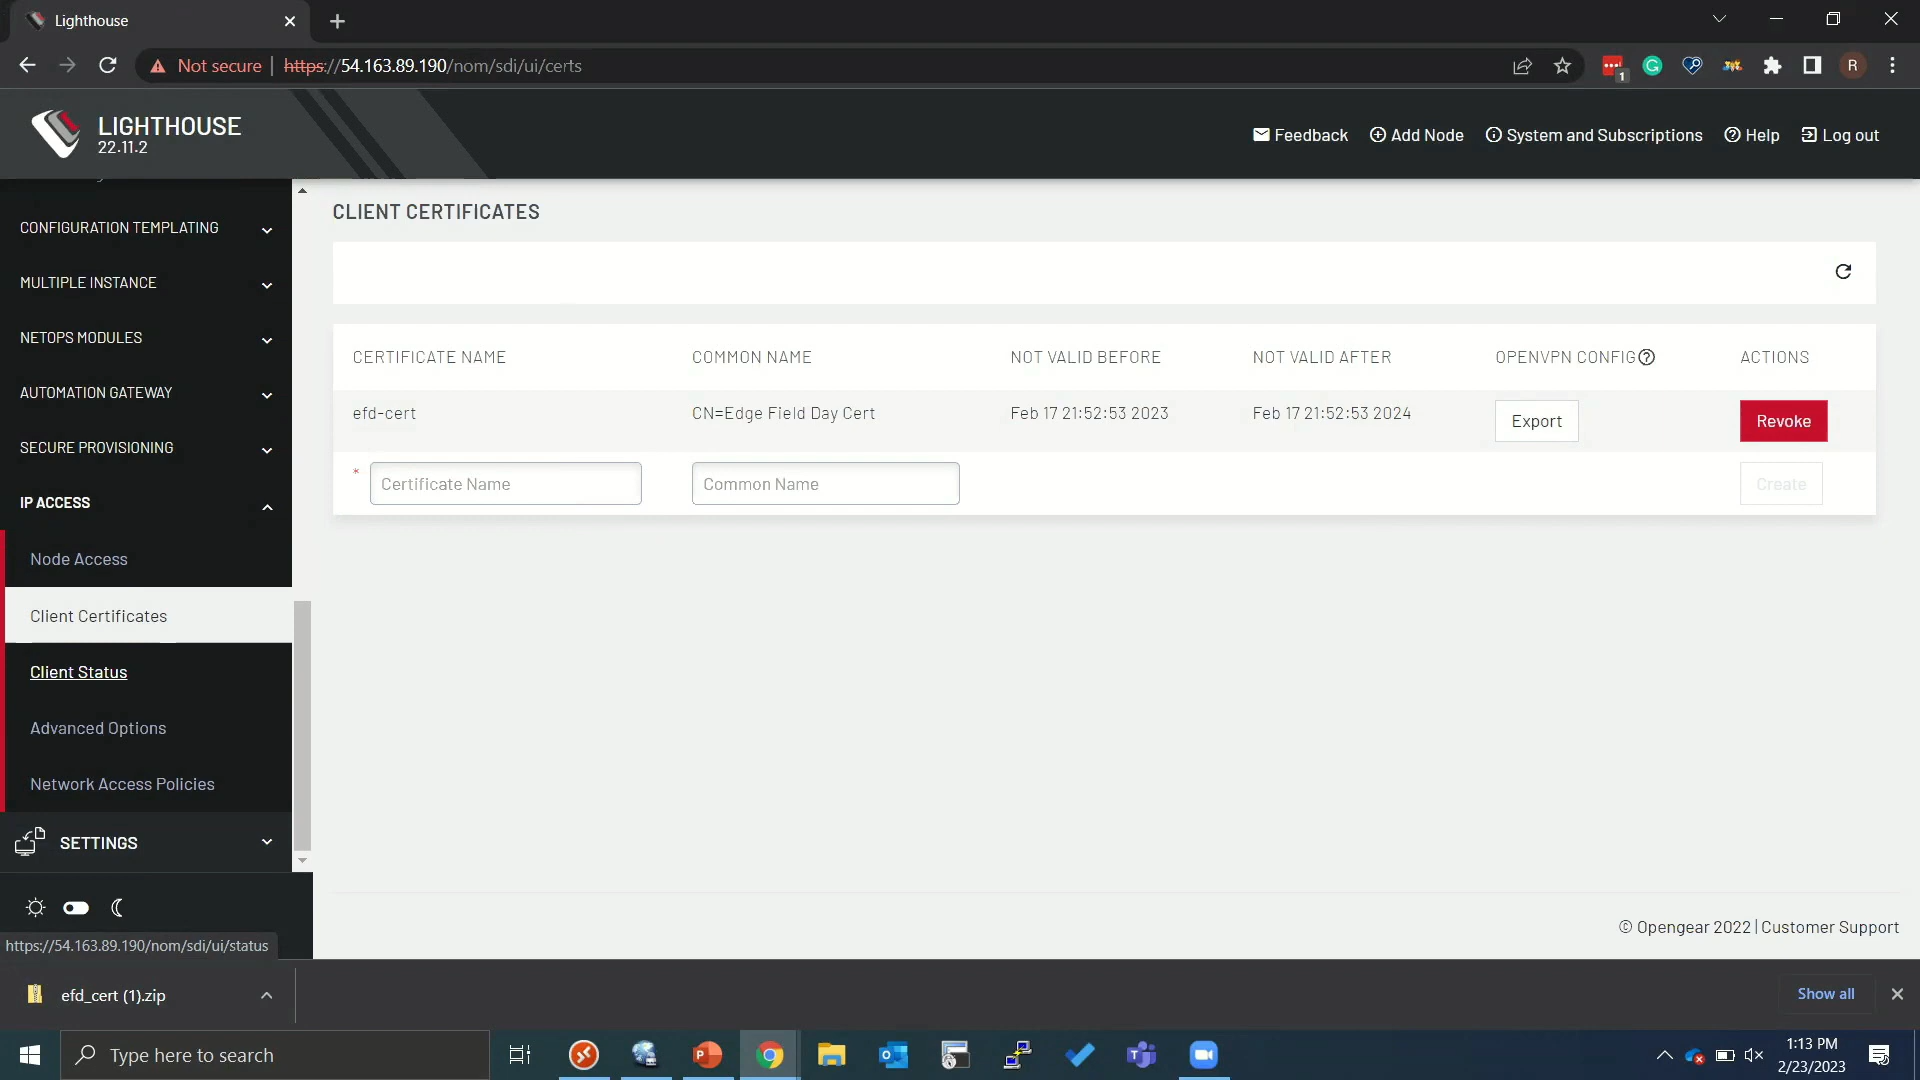 Lighthouse
Not secure | https://54.163.89.190/nom/sdi/ui/certs
1
R
LIGHTHOUSE
22.11.2
Feedback
Add Node
System and Subscriptions
Help
Log out
CONFIGURATION TEMPLATING
MULTIPLE INSTANCE
NETOPS MODULES
AUTOMATION GATEWAY
SECURE PROVISIONING
IP ACCESS
Node Access
Client Certificates
Client Status
Advanced Options
Network Access Policies
SETTINGS
https://54.163.89.190/nom/sdi/ui/status
CLIENT CERTIFICATES
CERTIFICATE NAME COMMON NAME NOT VALID BEFORE NOT VALID AFTER OPENVPN CONFIG ACTIONS
efd-cert CN=Edge Field Day Cert Feb 17 21:52:53 2023 Feb 17 21:52:53 2024 Export Revoke
* Certificate Name Common Name Create
© Opengear 2022 | Customer Support
efd_cert (1).zip
Show all
Type here to search
1:13 PM
2/23/2023